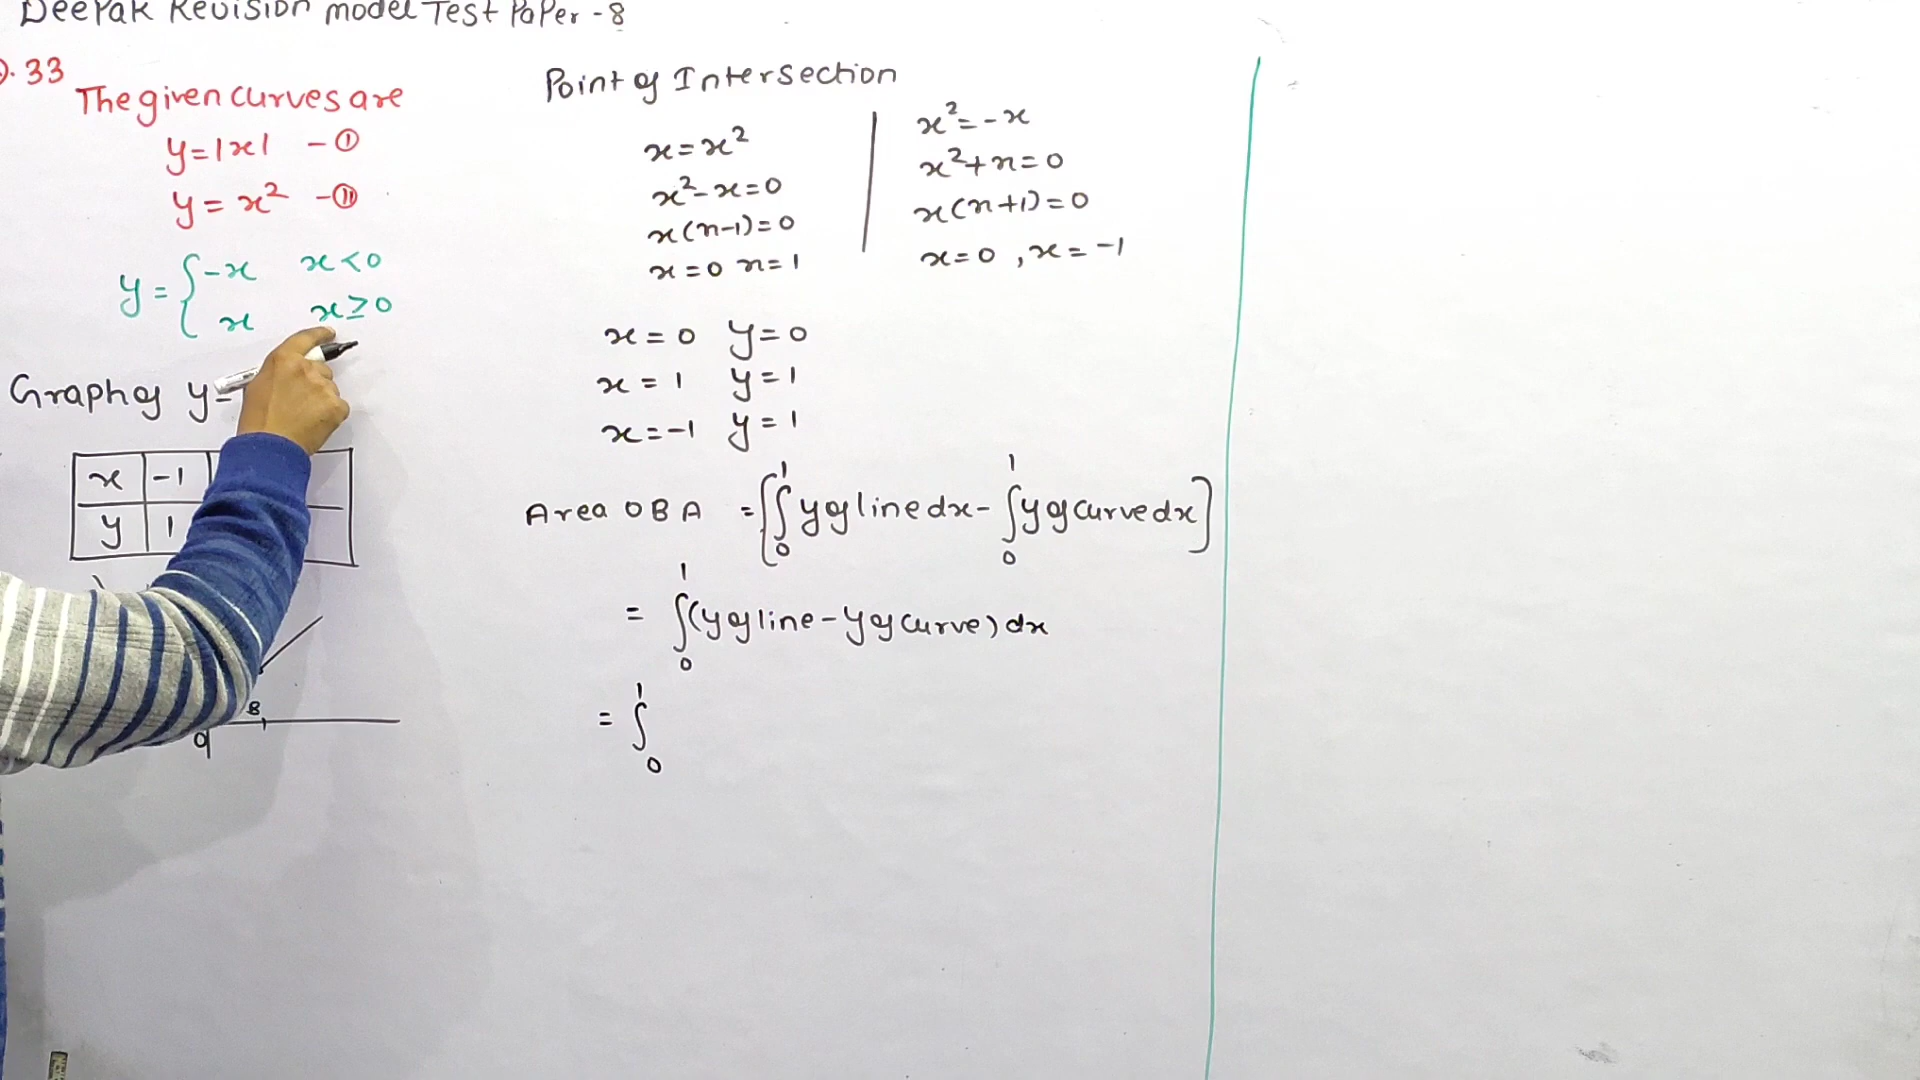 Deepak Revision model Test Paper - 8
Q. 33
The given curves are
y = |x| - ①
y = x² - ⑪
y = { -x x < 0
x x ≥ 0
Graph of y =
x -1
y 1
B
0
Point of Intersection
x = x²
x² - x = 0
x(x-1) = 0
x = 0 x = 1
x² = -x
x² + x = 0
x(x+1) = 0
x = 0 , x = -1
x = 0 y = 0
x = 1 y = 1
x = -1 y = 1
Area OBA = [∫₀¹ y of line dx - ∫₀¹ y of curve dx]
= ∫₀¹ (y of line - y of curve) dx
= ∫₀¹